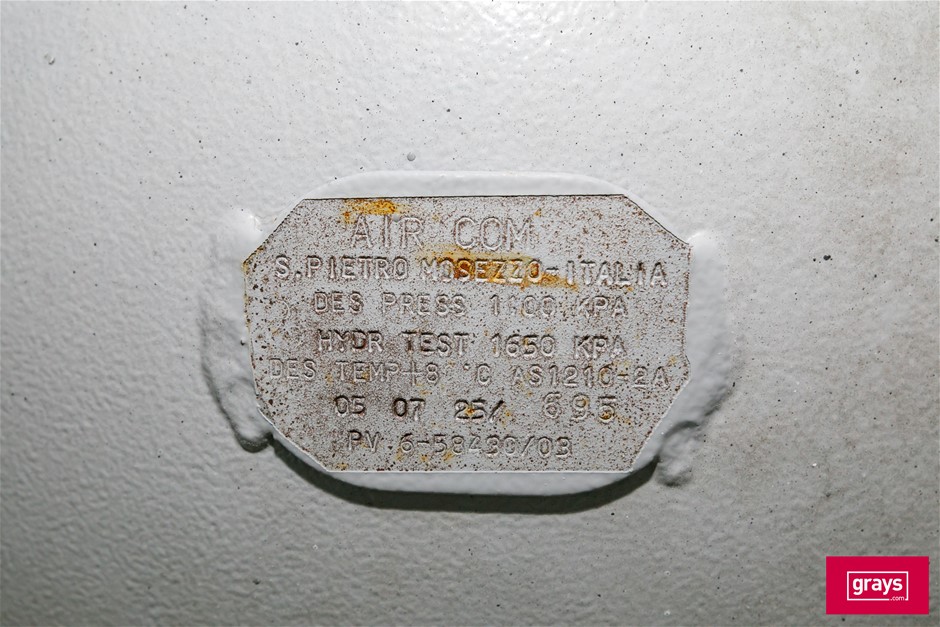 AIR COM
S.PIETRO MOSEZZO-ITALIA
DES PRESS 1100 KPA
HYDR TEST 1650 KPA
DES TEMP+8 °C AS1210-2A
05 07 25/ 695
PV.6-58430/03
grays
.com